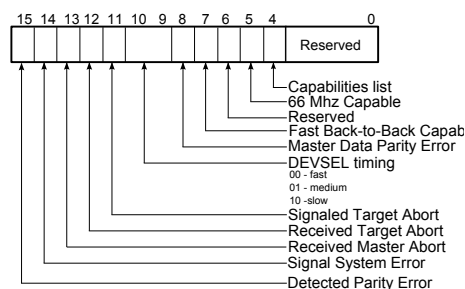 15 14 13 12 11 10 9 8 7 6 5 4 0
Reserved
Capabilities list
66 Mhz Capable
Reserved
Fast Back-to-Back Capab
Master Data Parity Error
DEVSEL timing
00 - fast
01 - medium
10 -slow
Signaled Target Abort
Received Target Abort
Received Master Abort
Signal System Error
Detected Parity Error